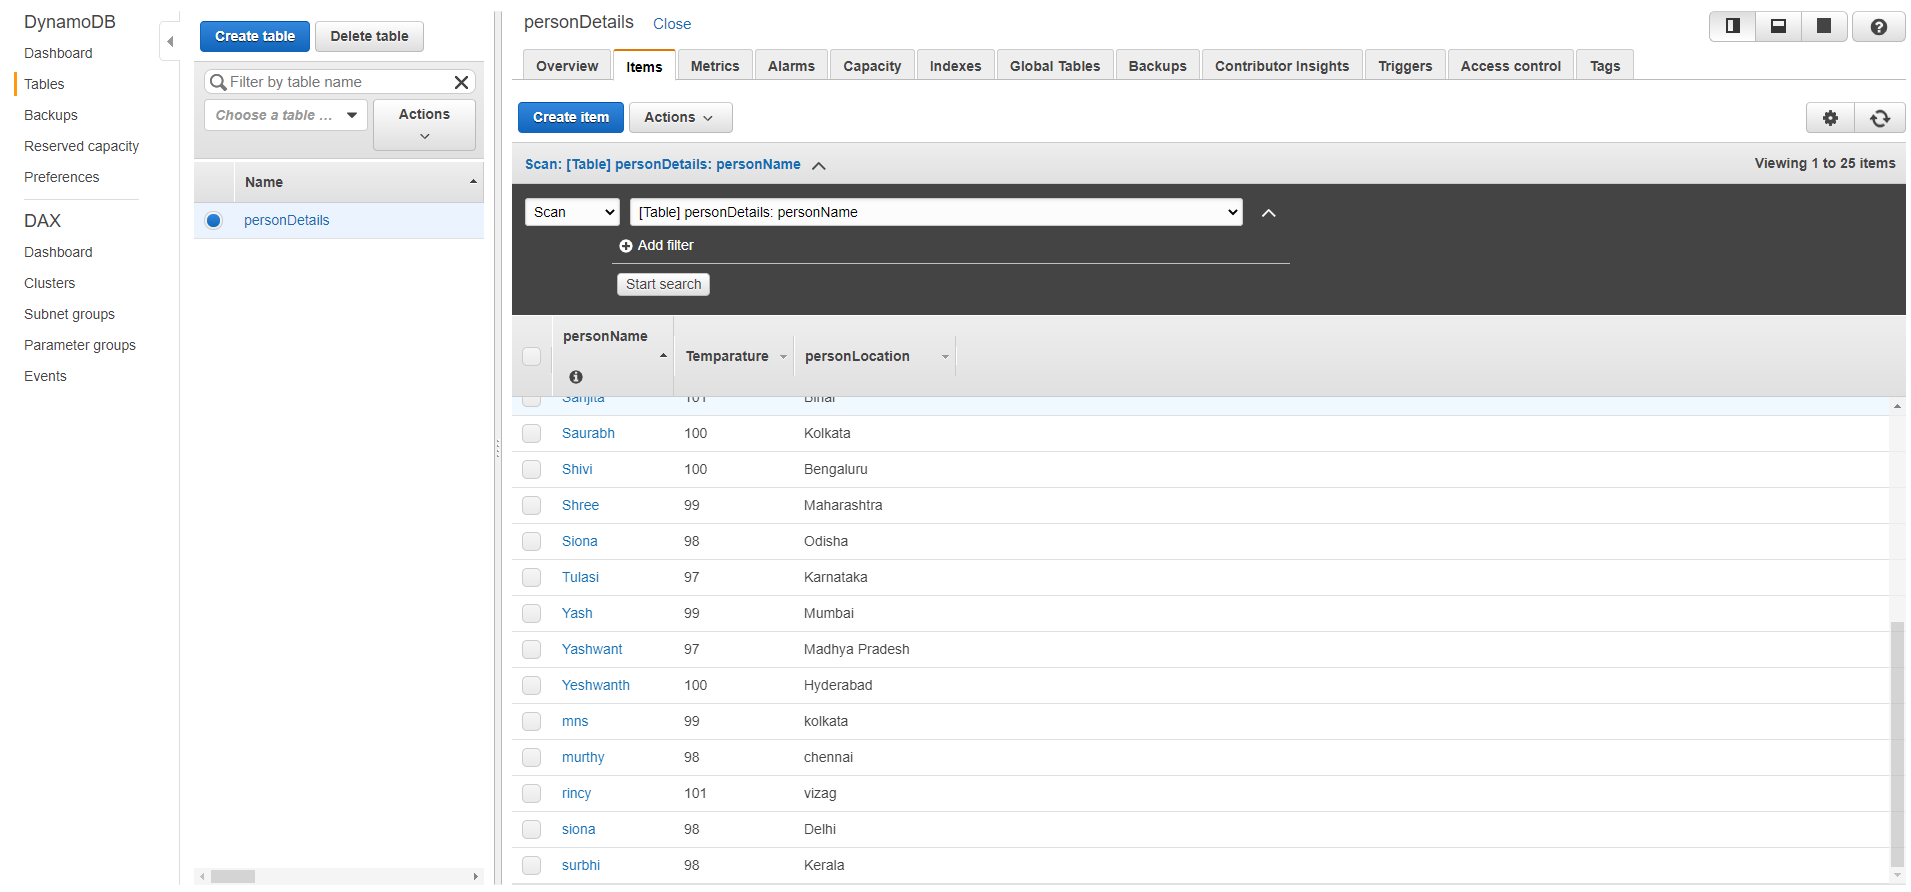 DynamoDB
Dashboard
Tables
Backups
Reserved capacity
Preferences
DAX
Dashboard
Clusters
Subnet groups
Parameter groups
Events
Create table Delete table
Filter by table name
Choose a table ... Actions
Name
personDetails
personDetails Close
Overview Items Metrics Alarms Capacity Indexes Global Tables Backups Contributor Insights Triggers Access control Tags
Create item Actions
Scan: [Table] personDetails: personName Viewing 1 to 25 items
Scan [Table] personDetails: personName
Add filter
Start search
personName Temparature personLocation
Sanjita 101 Bihar
Saurabh 100 Kolkata
Shivi 100 Bengaluru
Shree 99 Maharashtra
Siona 98 Odisha
Tulasi 97 Karnataka
Yash 99 Mumbai
Yashwant 97 Madhya Pradesh
Yeshwanth 100 Hyderabad
mns 99 kolkata
murthy 98 chennai
rincy 101 vizag
siona 98 Delhi
surbhi 98 Kerala